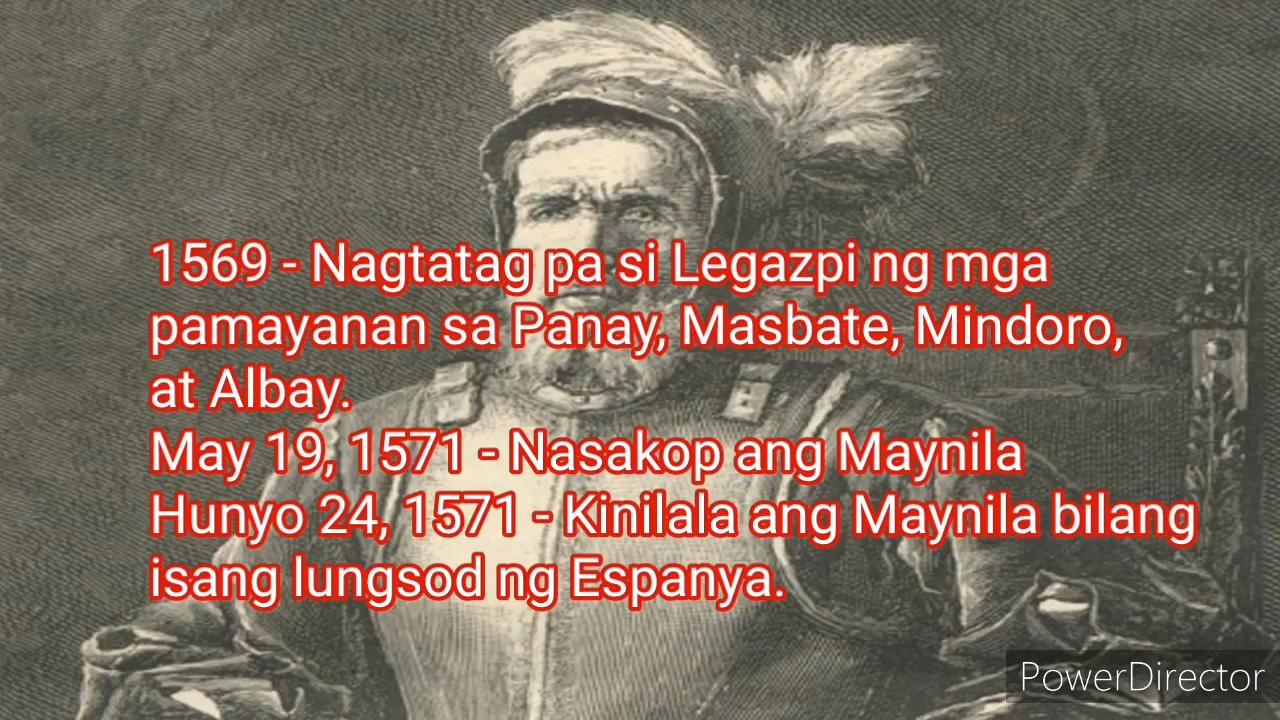 1569 - Nagtatag pa si Legazpi ng mga
pamayanan sa Panay, Masbate, Mindoro,
at Albay.
May 19, 1571 - Nasakop ang Maynila
Hunyo 24, 1571 - Kinilala ang Maynila bilang
isang lungsod ng Espanya.
PowerDirector